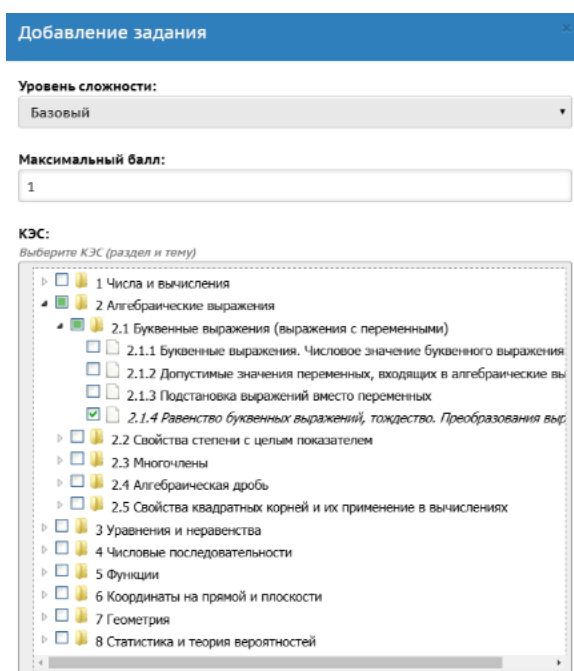 Добавление задания
×
Уровень сложности:
Базовый
Максимальный балл:
1
КЭС:
Выберите КЭС (раздел и тему)
1 Числа и вычисления
2 Алгебраические выражения
2.1 Буквенные выражения (выражения с переменными)
2.1.1 Буквенные выражения. Числовое значение буквенного выражения
2.1.2 Допустимые значения переменных, входящих в алгебраические вы
2.1.3 Подстановка выражений вместо переменных
2.1.4 Равенство буквенных выражений, тождество. Преобразования выр
2.2 Свойства степени с целым показателем
2.3 Многочлены
2.4 Алгебраическая дробь
2.5 Свойства квадратных корней и их применение в вычислениях
3 Уравнения и неравенства
4 Числовые последовательности
5 Функции
6 Координаты на прямой и плоскости
7 Геометрия
8 Статистика и теория вероятностей